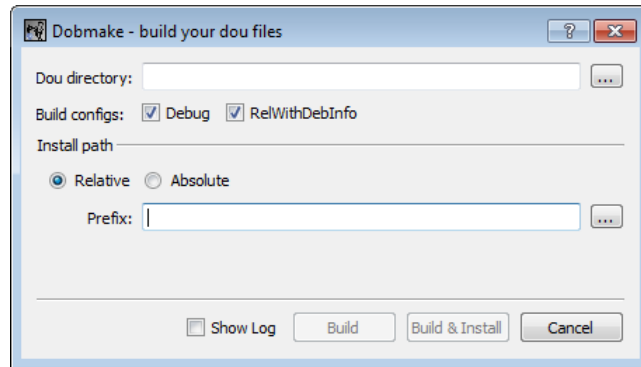 Dobmake - build your dou files
Dou directory: ...
Build configs: Debug RelWithDebInfo
Install path
Relative Absolute
Prefix: ...
Show Log Build Build & Install Cancel